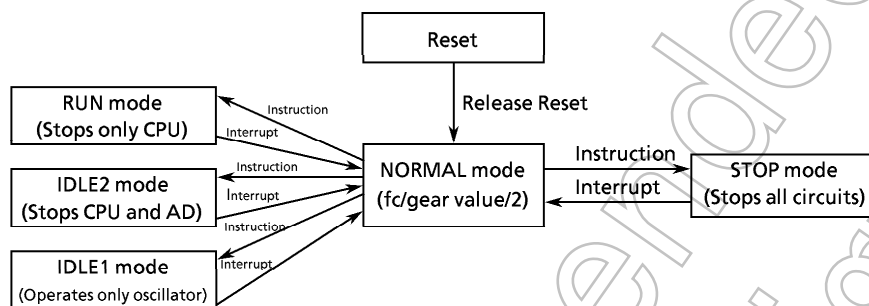 Reset
Release Reset
RUN mode
(Stops only CPU)
Instruction
Interrupt
IDLE2 mode
(Stops CPU and AD)
Instruction
Interrupt
IDLE1 mode
(Operates only oscillator)
Instruction
Interrupt
NORMAL mode
(fc/gear value/2)
Instruction
Interrupt
STOP mode
(Stops all circuits)
ende